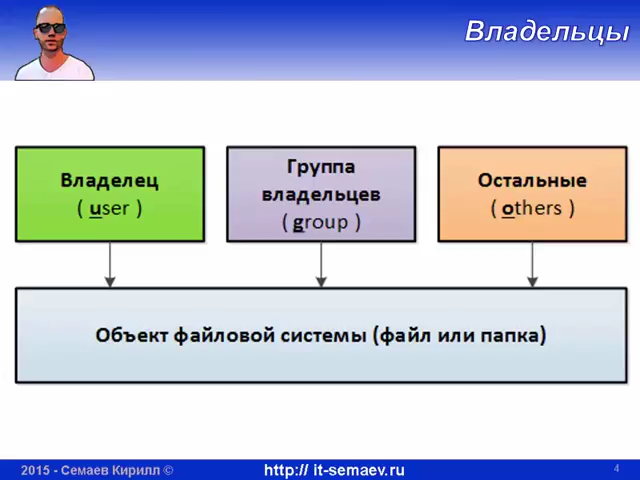 Владельцы
Владелец
( user )
Группа
владельцев
( group )
Остальные
( others )
Объект файловой системы (файл или папка)
2015 - Семаев Кирилл ©
http:// it-semaev.ru
4